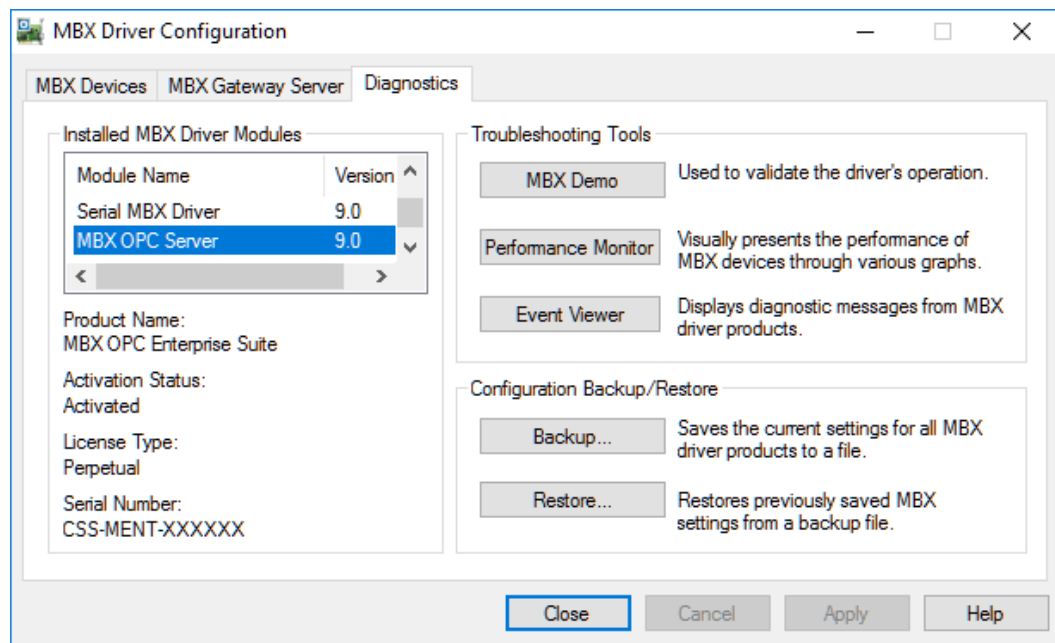 MBX Driver Configuration
MBX Devices
MBX Gateway Server
Diagnostics
Installed MBX Driver Modules
Module Name Version
Serial MBX Driver 9.0
MBX OPC Server 9.0
Product Name:
MBX OPC Enterprise Suite
Activation Status:
Activated
License Type:
Perpetual
Serial Number:
CSS-MENT-XXXXXX
Troubleshooting Tools
MBX Demo
Used to validate the driver's operation.
Performance Monitor
Visually presents the performance of
MBX devices through various graphs.
Event Viewer
Displays diagnostic messages from MBX
driver products.
Configuration Backup/Restore
Backup...
Saves the current settings for all MBX
driver products to a file.
Restore...
Restores previously saved MBX
settings from a backup file.
Close
Cancel
Apply
Help